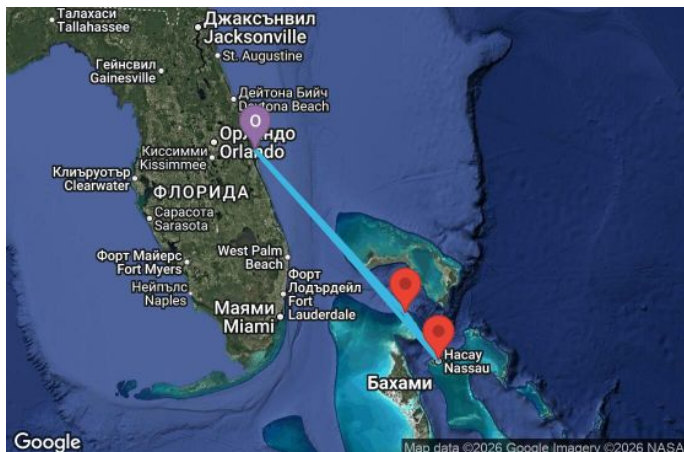 Талахаси
Tallahassee
Джаксънвил
Jacksonville
St. Augustine
Гейнсвил
Gainesville
Дейтона Бийч
Daytona Beach
O
Орландо
Orlando
Кисимми
Kissimmee
Клиъруотър
Clearwater
ФЛОРИДА
Сарасота
Sarasota
West Palm
Beach
Форт Майерс
Fort Myers
Форт
Лодърдейл
Fort
Lauderdale
Нейпълс
Naples
Маями
Miami
Насау
Nassau
Бахами
Google
Map data ©2026 Google Imagery ©2026 NASA